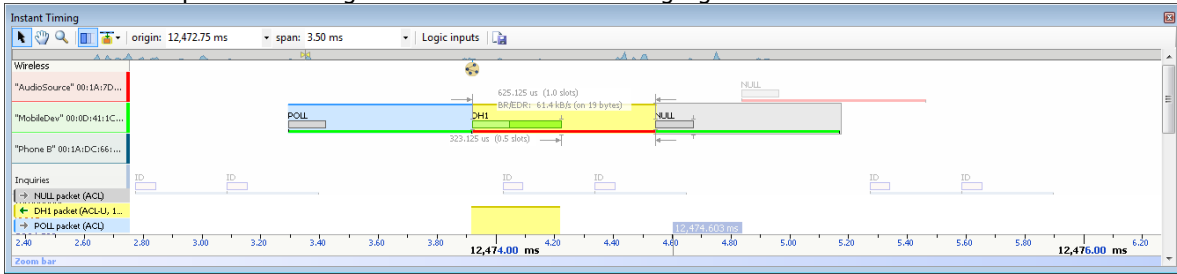 Instant Timing
origin: 12,472.75 ms span: 3.50 ms Logic inputs
Wireless
"AudioSource" 00:1A:7D...
NULL
625.125 us (1.0 slots)
BR/EDR: 61.4 kB/s (on 19 bytes)
"MobileDev" 00:0D:41:1C...
POLL DH1 NULL
323.125 us (0.5 slots)
"Phone B" 00:1A:DC:66:...
Inquiries
ID ID ID ID ID ID
→ NULL packet (ACL)
← DH1 packet (ACL-U, 1...
→ POLL packet (ACL)
12,474.603 ms
2.40 2.60 2.80 3.00 3.20 3.40 3.60 3.80 12,474.00 ms 4.20 4.40 4.60 4.80 5.00 5.20 5.40 5.60 5.80 12,476.00 ms 6.20
Zoom bar